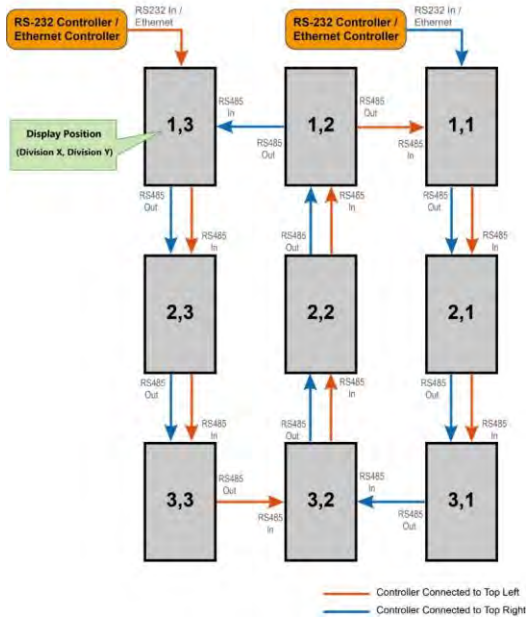 RS-232 Controller /
Ethernet Controller
RS232 In /
Ethernet
RS-232 Controller /
Ethernet Controller
RS232 In /
Ethernet
1,3
RS485
In
RS485
Out
1,2
RS485
Out
RS485
In
1,1
Display Position
(Division X, Division Y)
RS485
Out
RS485
In
RS485
Out
RS485
In
RS485
Out
RS485
In
2,3
2,2
2,1
RS485
Out
RS485
In
RS485
Out
RS485
In
RS485
Out
RS485
In
3,3
RS485
Out
RS485
In
3,2
RS485
In
RS485
Out
3,1
Controller Connected to Top Left
Controller Connected to Top Right